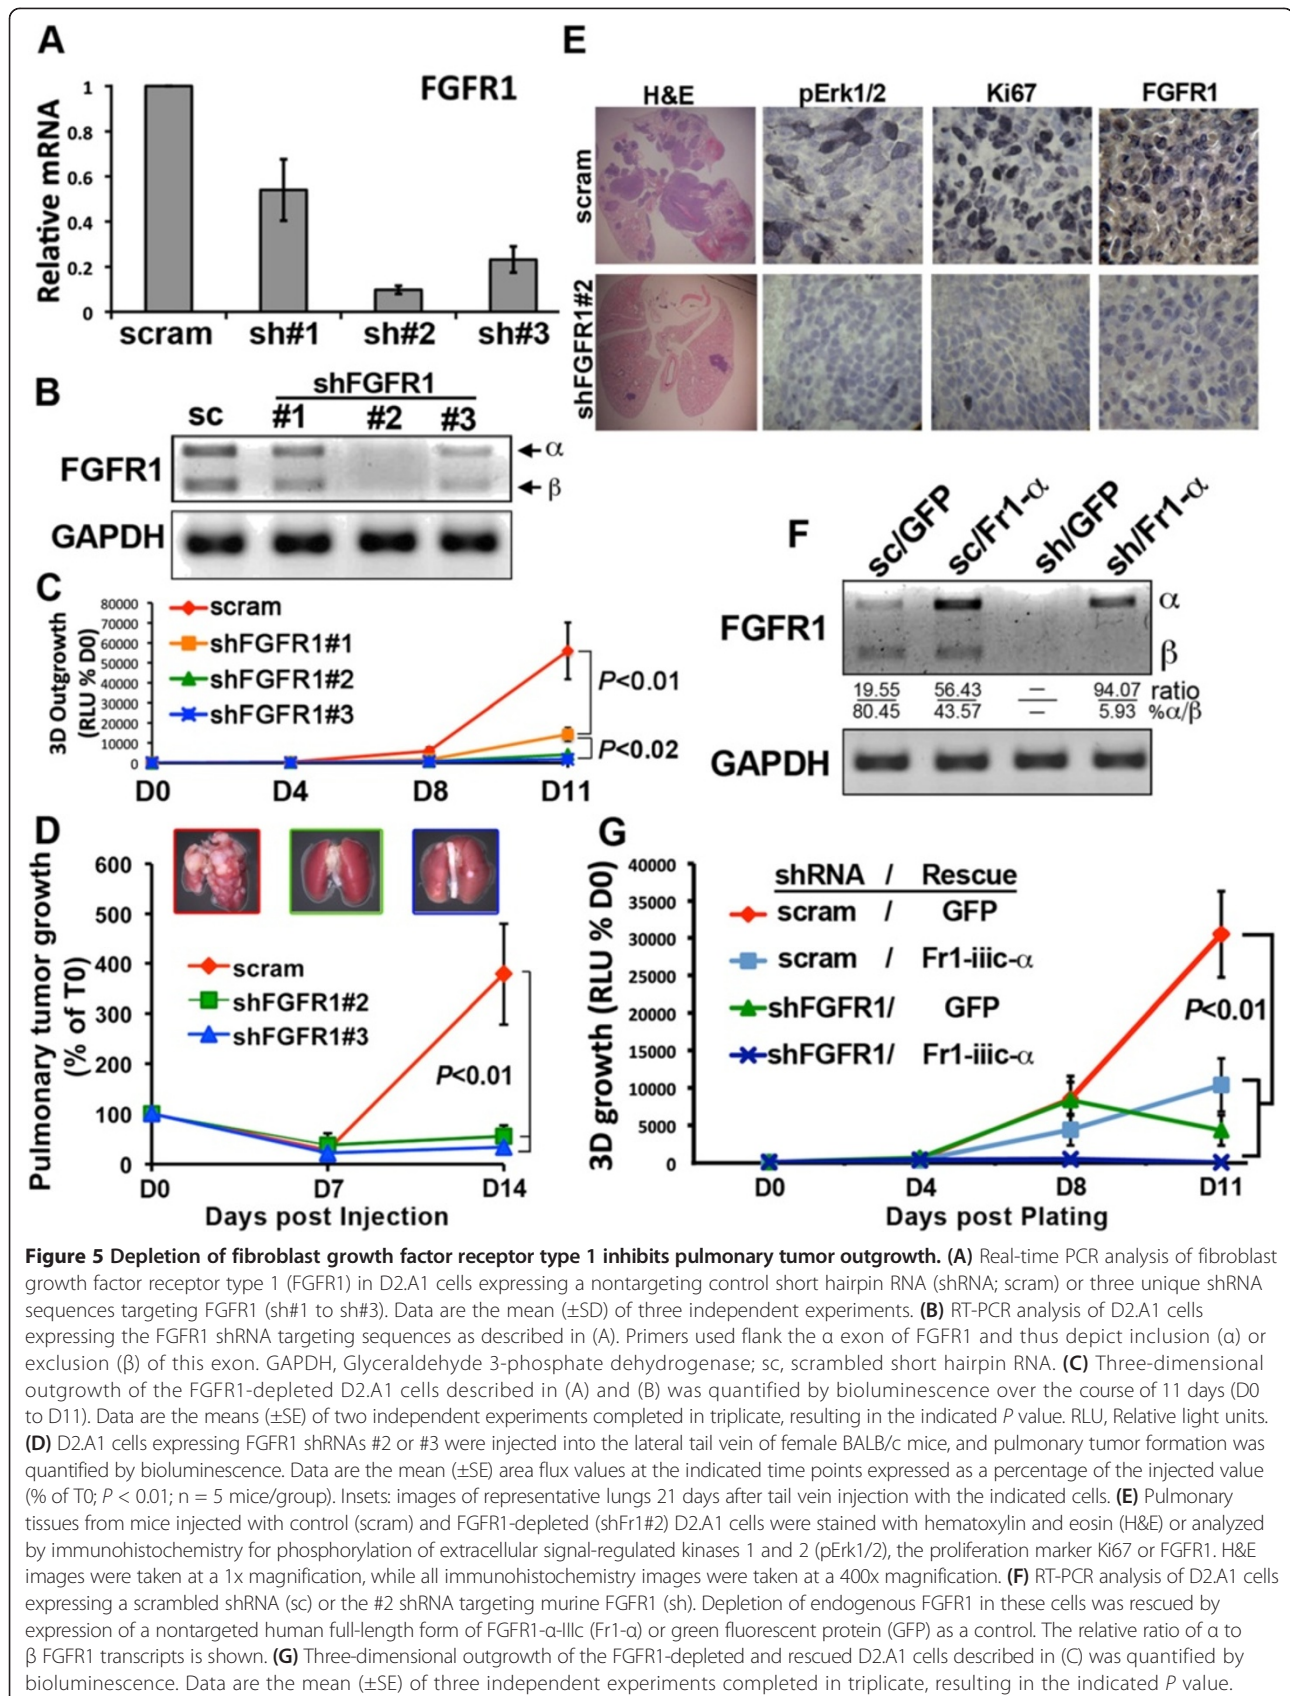 A
FGFR1
Relative mRNA
1
0.8
0.6
0.4
0.2
0
scram sh#1 sh#2 sh#3
B
shFGFR1
sc #1 #2 #3
FGFR1
α
β
GAPDH
C
3D Outgrowth
(RLU % D0)
80000
70000
60000
50000
40000
30000
20000
10000
0
scram
shFGFR1#1
shFGFR1#2
shFGFR1#3
P<0.01
P<0.02
D0 D4 D8 D11
D
Pulmonary tumor growth
(% of T0)
600
500
400
300
200
100
0
scram
shFGFR1#2
shFGFR1#3
P<0.01
D0 D7 D14
Days post Injection
E
H&E pErk1/2 Ki67 FGFR1
scram
shFGFR1#2
F
sc/GFP sc/Fr1-α sh/GFP sh/Fr1-α
FGFR1
α
β
19.55 56.43 — 94.07 ratio
80.45 43.57 — 5.93 %α/β
GAPDH
G
3D growth (RLU % D0)
40000
35000
30000
25000
20000
15000
10000
5000
0
shRNA / Rescue
scram / GFP
scram / Fr1-iiic-α
shFGFR1/ GFP
shFGFR1/ Fr1-iiic-α
P<0.01
D0 D4 D8 D11
Days post Plating
Figure 5 Depletion of fibroblast growth factor receptor type 1 inhibits pulmonary tumor outgrowth. (A) Real-time PCR analysis of fibroblast
growth factor receptor type 1 (FGFR1) in D2.A1 cells expressing a nontargeting control short hairpin RNA (shRNA; scram) or three unique shRNA
sequences targeting FGFR1 (sh#1 to sh#3). Data are the mean (±SD) of three independent experiments. (B) RT-PCR analysis of D2.A1 cells
expressing the FGFR1 shRNA targeting sequences as described in (A). Primers used flank the α exon of FGFR1 and thus depict inclusion (α) or
exclusion (β) of this exon. GAPDH, Glyceraldehyde 3-phosphate dehydrogenase; sc, scrambled short hairpin RNA. (C) Three-dimensional
outgrowth of the FGFR1-depleted D2.A1 cells described in (A) and (B) was quantified by bioluminescence over the course of 11 days (D0
to D11). Data are the means (±SE) of two independent experiments completed in triplicate, resulting in the indicated P value. RLU, Relative light units.
(D) D2.A1 cells expressing FGFR1 shRNAs #2 or #3 were injected into the lateral tail vein of female BALB/c mice, and pulmonary tumor formation was
quantified by bioluminescence. Data are the mean (±SE) area flux values at the indicated time points expressed as a percentage of the injected value
(% of T0; P < 0.01; n = 5 mice/group). Insets: images of representative lungs 21 days after tail vein injection with the indicated cells. (E) Pulmonary
tissues from mice injected with control (scram) and FGFR1-depleted (shFr1#2) D2.A1 cells were stained with hematoxylin and eosin (H&E) or analyzed
by immunohistochemistry for phosphorylation of extracellular signal-regulated kinases 1 and 2 (pErk1/2), the proliferation marker Ki67 or FGFR1. H&E
images were taken at a 1x magnification, while all immunohistochemistry images were taken at a 400x magnification. (F) RT-PCR analysis of D2.A1 cells
expressing a scrambled shRNA (sc) or the #2 shRNA targeting murine FGFR1 (sh). Depletion of endogenous FGFR1 in these cells was rescued by
expression of a nontargeted human full-length form of FGFR1-α-IIIc (Fr1-α) or green fluorescent protein (GFP) as a control. The relative ratio of α to
β FGFR1 transcripts is shown. (G) Three-dimensional outgrowth of the FGFR1-depleted and rescued D2.A1 cells described in (C) was quantified by
bioluminescence. Data are the mean (±SE) of three independent experiments completed in triplicate, resulting in the indicated P value.